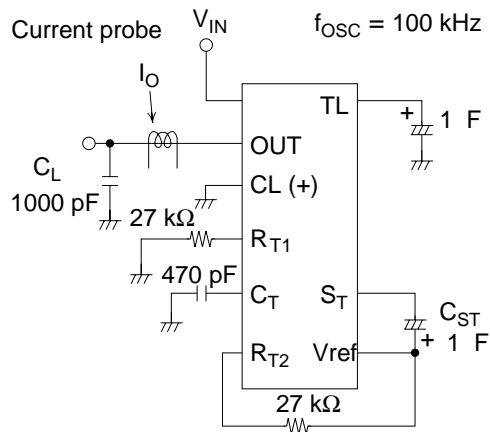 Current probe
V_IN
f_OSC = 100 kHz
I_O
TL
+
1 F
OUT
C_L
1000 pF
CL (+)
27 kΩ
R_T1
470 pF
C_T
S_T
C_ST
+ 1 F
R_T2
Vref
27 kΩ